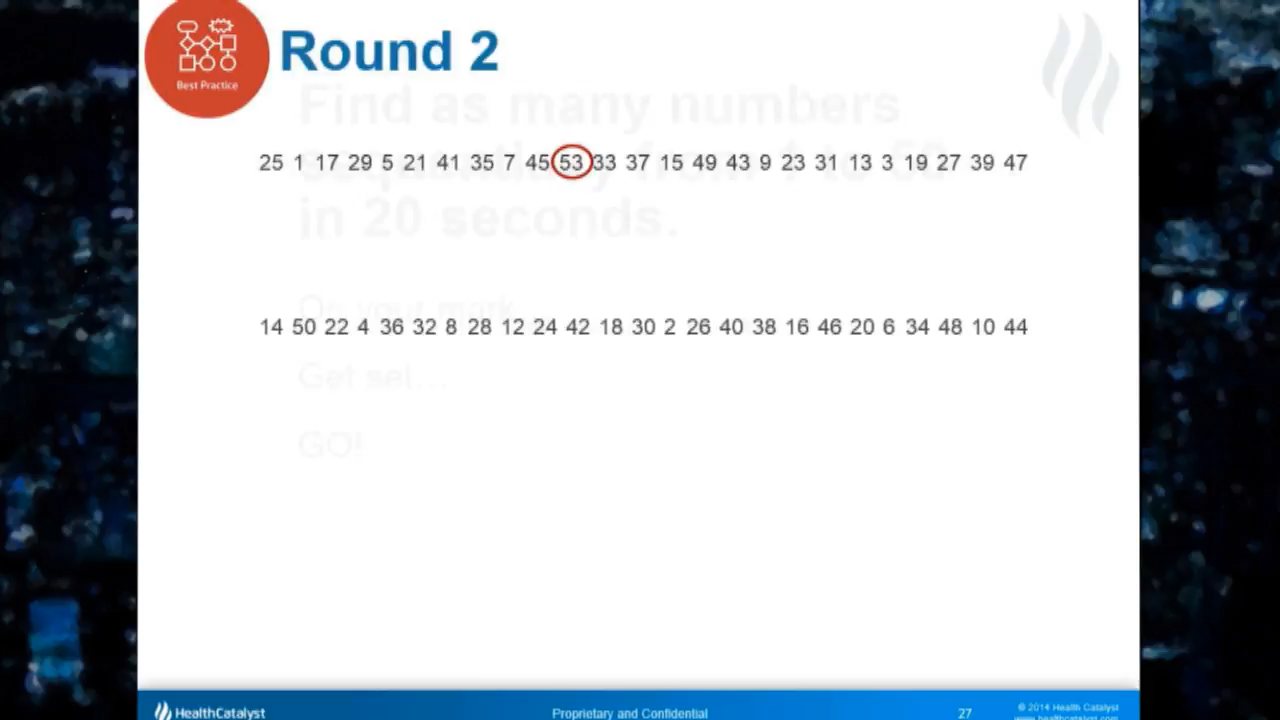 Best Practice
Round 2
Find as many numbers
sequentially from 1 to 50
in 20 seconds.
25 1 17 29 5 21 41 35 7 45 53 33 37 15 49 43 9 23 31 13 3 19 27 39 47
On your mark
14 50 22 4 36 32 8 28 12 24 42 18 30 2 26 40 38 16 46 20 6 34 48 10 44
Get set...
GO!
HealthCatalyst
Proprietary and Confidential
27
© 2014 Health Catalyst
www.healthcatalyst.com